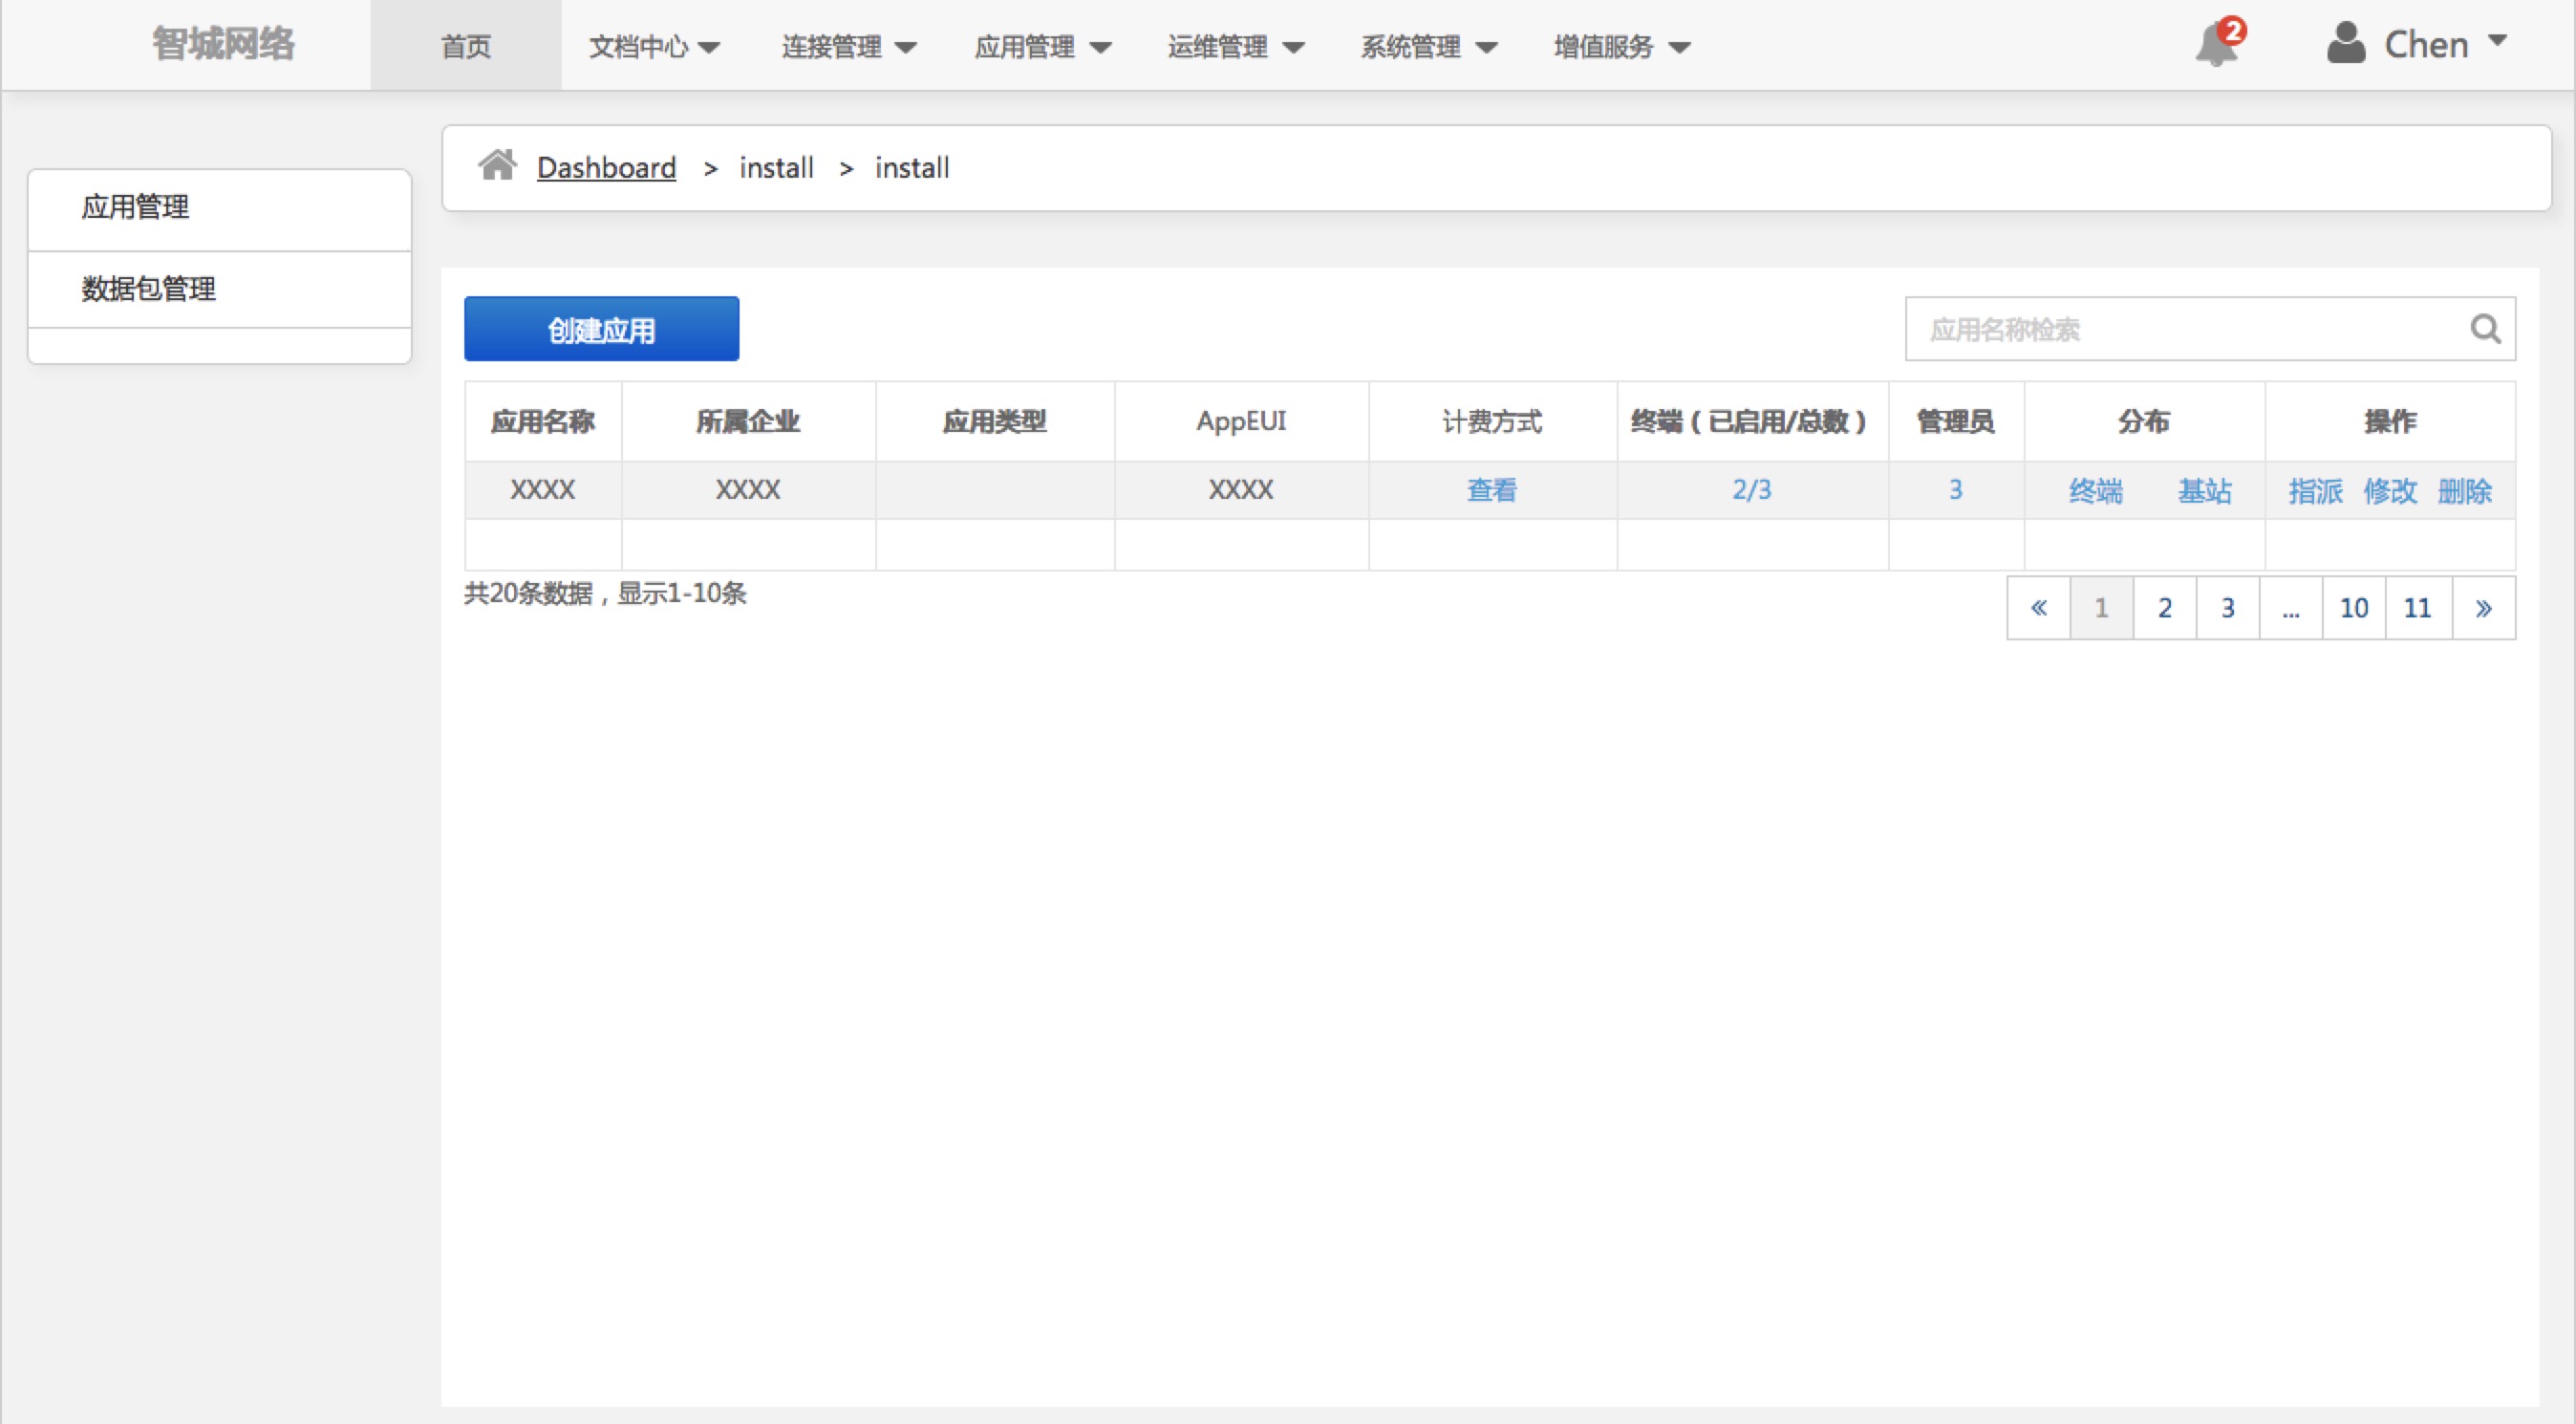 智城网络 首页 文档中心 连接管理 应用管理 运维管理 系统管理 增值服务 2 Chen
Dashboard > install > install
应用管理
数据包管理
创建应用 应用名称检索
应用名称 所属企业 应用类型 AppEUI 计费方式 终端（已启用/总数） 管理员 分布 操作
XXXX XXXX XXXX 查看 2/3 3 终端 基站 指派 修改 删除
共20条数据，显示1-10条
« 1 2 3 ... 10 11 »